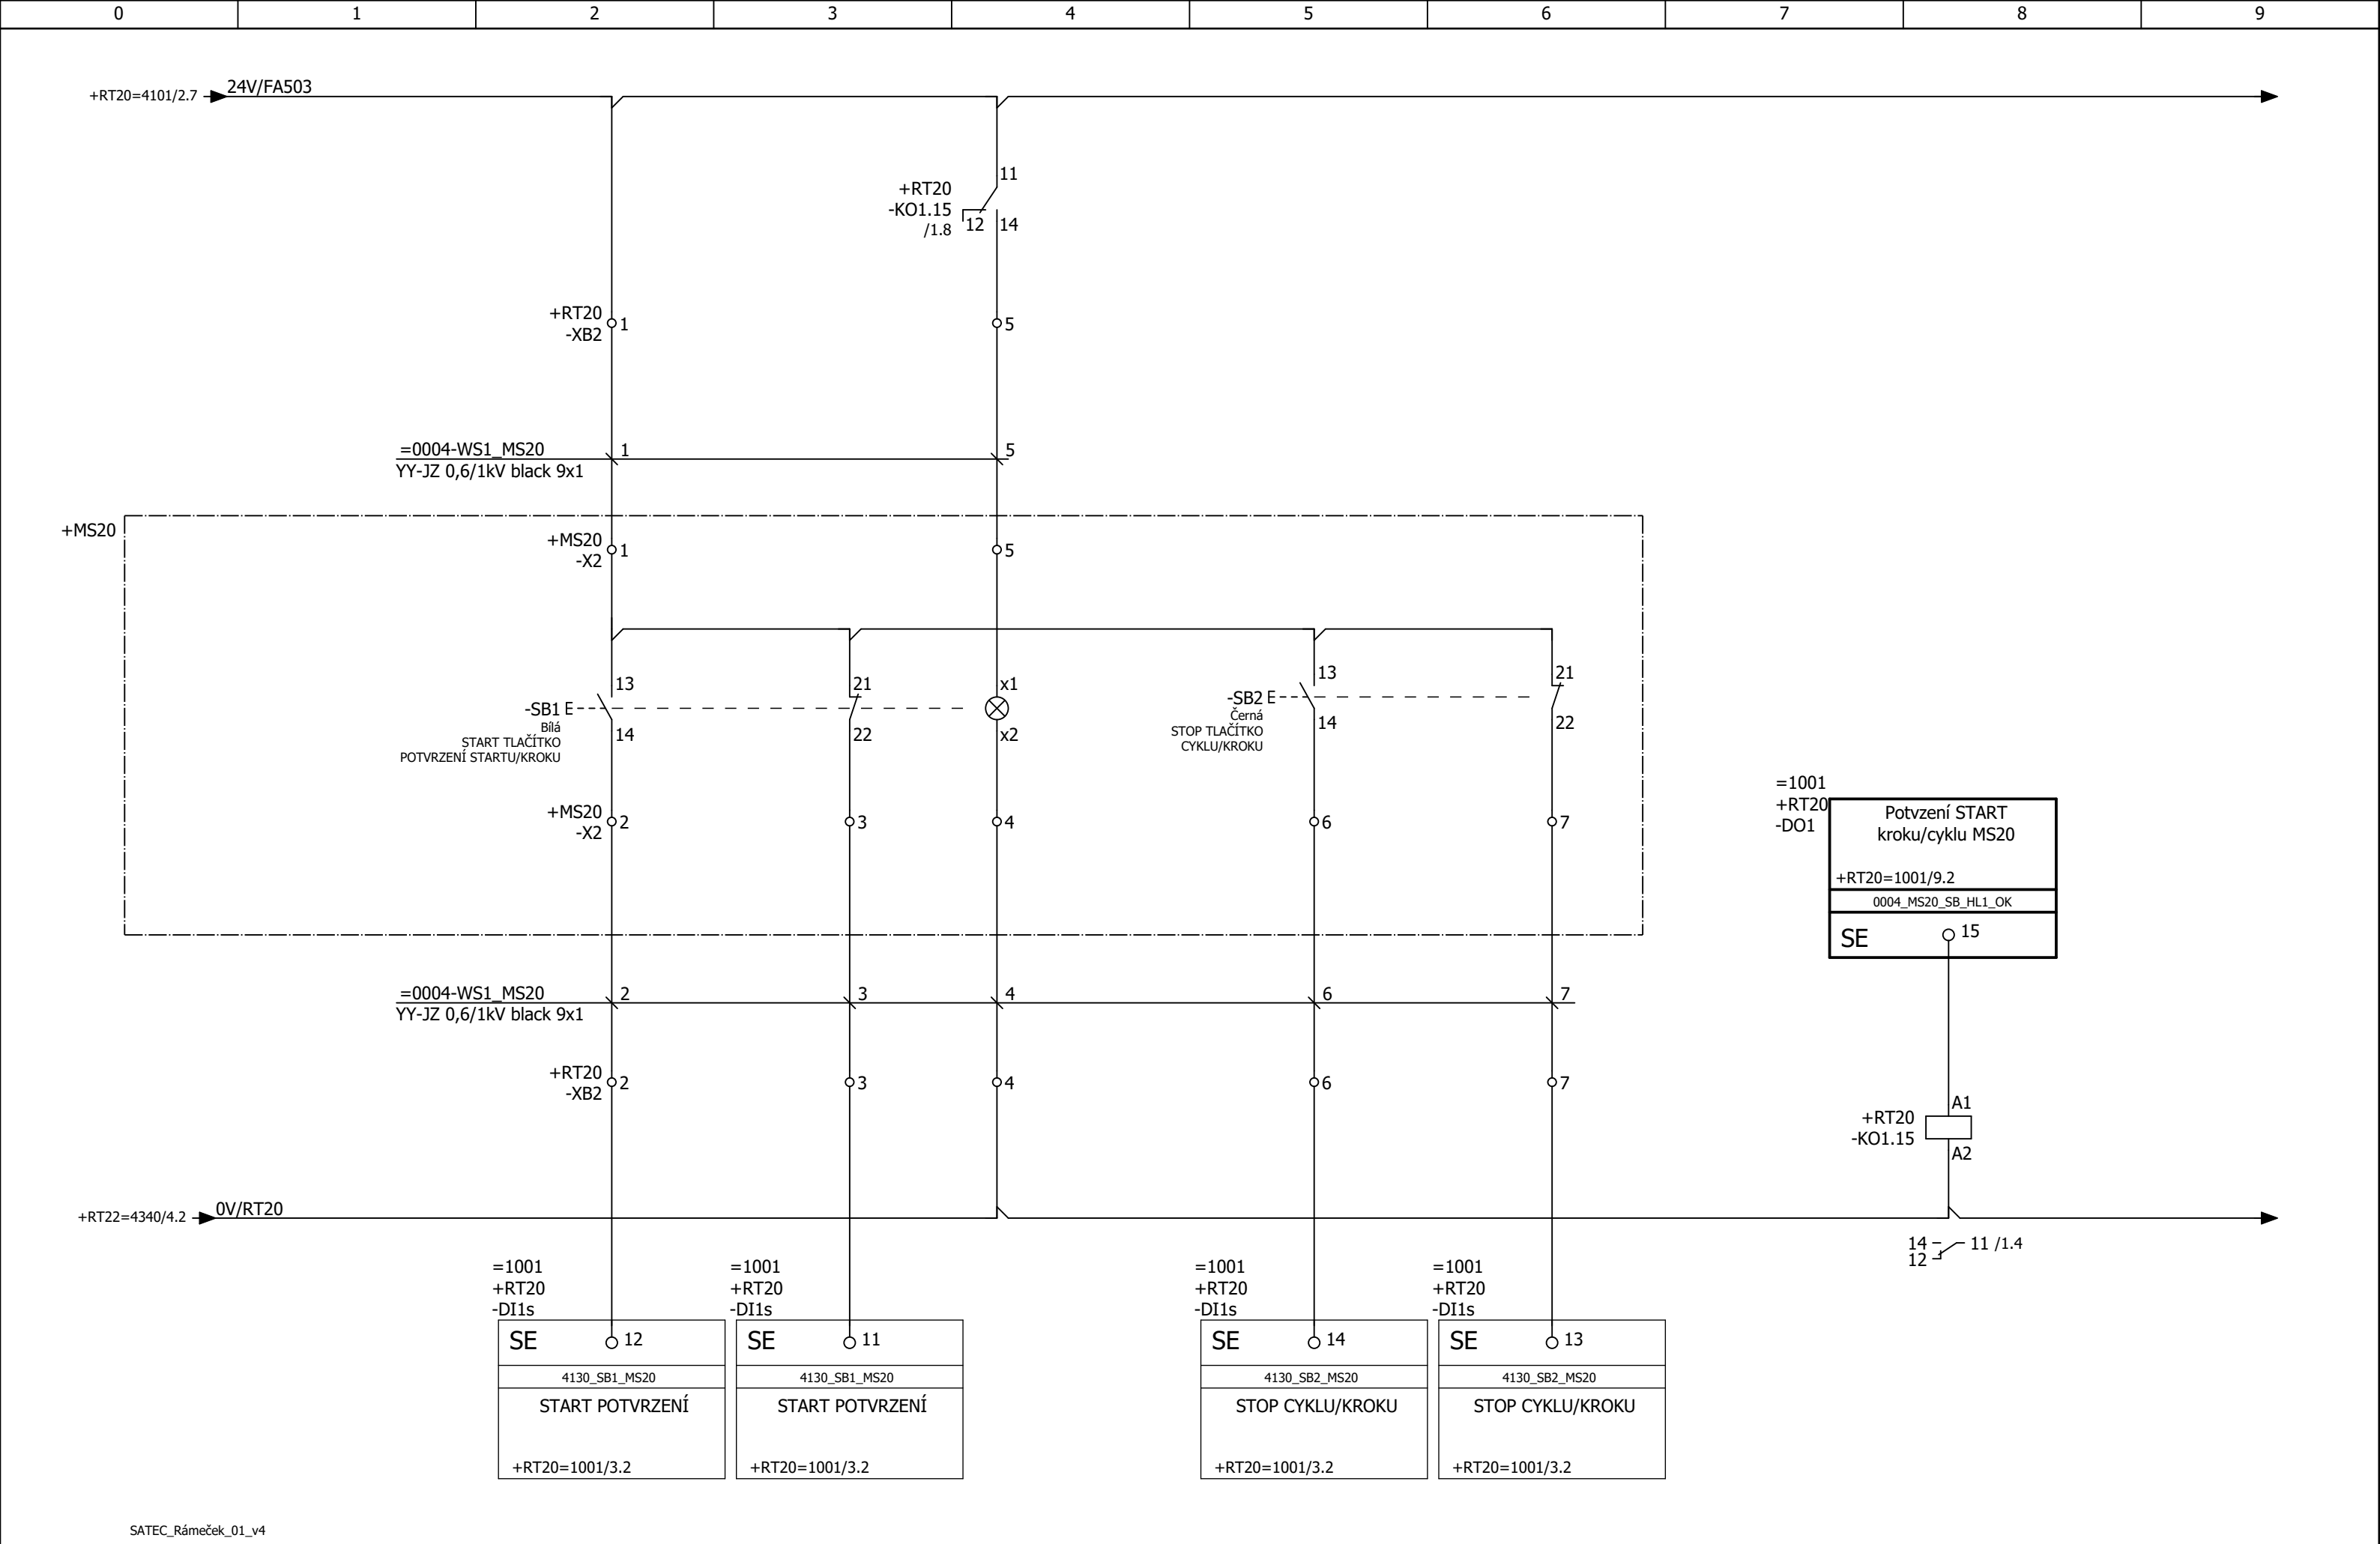 0 1 2 3 4 5 6 7 8 9
+RT20=4101/2.7
24V/FA503
11
+RT20
-KO1.15
/1.8
12 14
+RT20
-XB2
1
5
=0004-WS1_MS20
YY-JZ 0,6/1kV black 9x1
1
5
+MS20
+MS20
-X2
1
5
13
-SB1
Bílá
START TLAČÍTKO
POTVRZENÍ STARTU/KROKU
14
21
22
x1
x2
-SB2
Černá
STOP TLAČÍTKO
CYKLU/KROKU
13
14
21
22
+MS20
-X2
2
3
4
6
7
=1001
+RT20
-DO1
Potvzení START
kroku/cyklu MS20
+RT20=1001/9.2
0004_MS20_SB_HL1_OK
SE 15
=0004-WS1_MS20
YY-JZ 0,6/1kV black 9x1
2
3
4
6
7
+RT20
-XB2
2
3
4
6
7
+RT20
-KO1.15
A1
A2
+RT22=4340/4.2
0V/RT20
14
12
11 /1.4
=1001
+RT20
-DI1s
SE 12
4130_SB1_MS20
START POTVRZENÍ
+RT20=1001/3.2
=1001
+RT20
-DI1s
SE 11
4130_SB1_MS20
START POTVRZENÍ
+RT20=1001/3.2
=1001
+RT20
-DI1s
SE 14
4130_SB2_MS20
STOP CYKLU/KROKU
+RT20=1001/3.2
=1001
+RT20
-DI1s
SE 13
4130_SB2_MS20
STOP CYKLU/KROKU
+RT20=1001/3.2
SATEC_Rámeček_01_v4